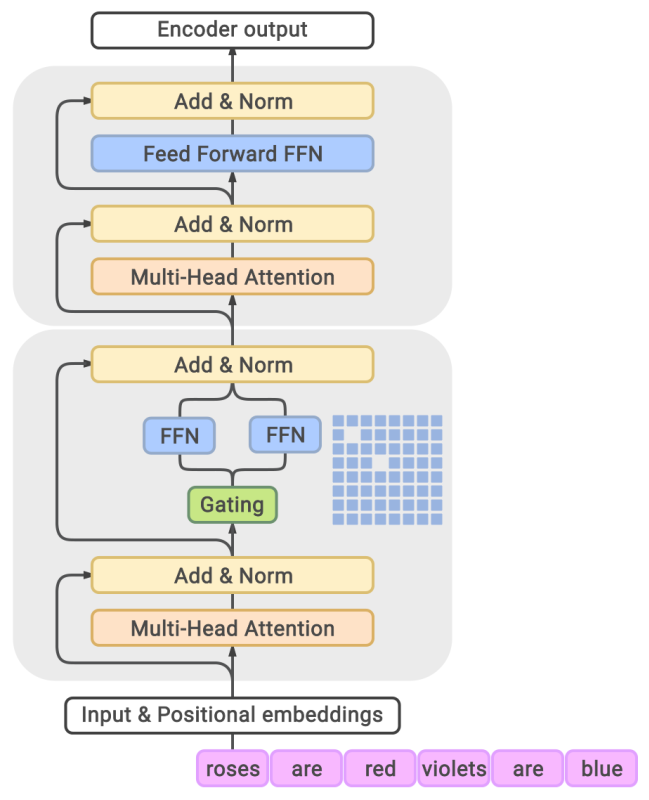 Encoder output
Add & Norm
Feed Forward FFN
Add & Norm
Multi-Head Attention
Add & Norm
FFN FFN
Gating
Add & Norm
Multi-Head Attention
Input & Positional embeddings
roses are red violets are blue